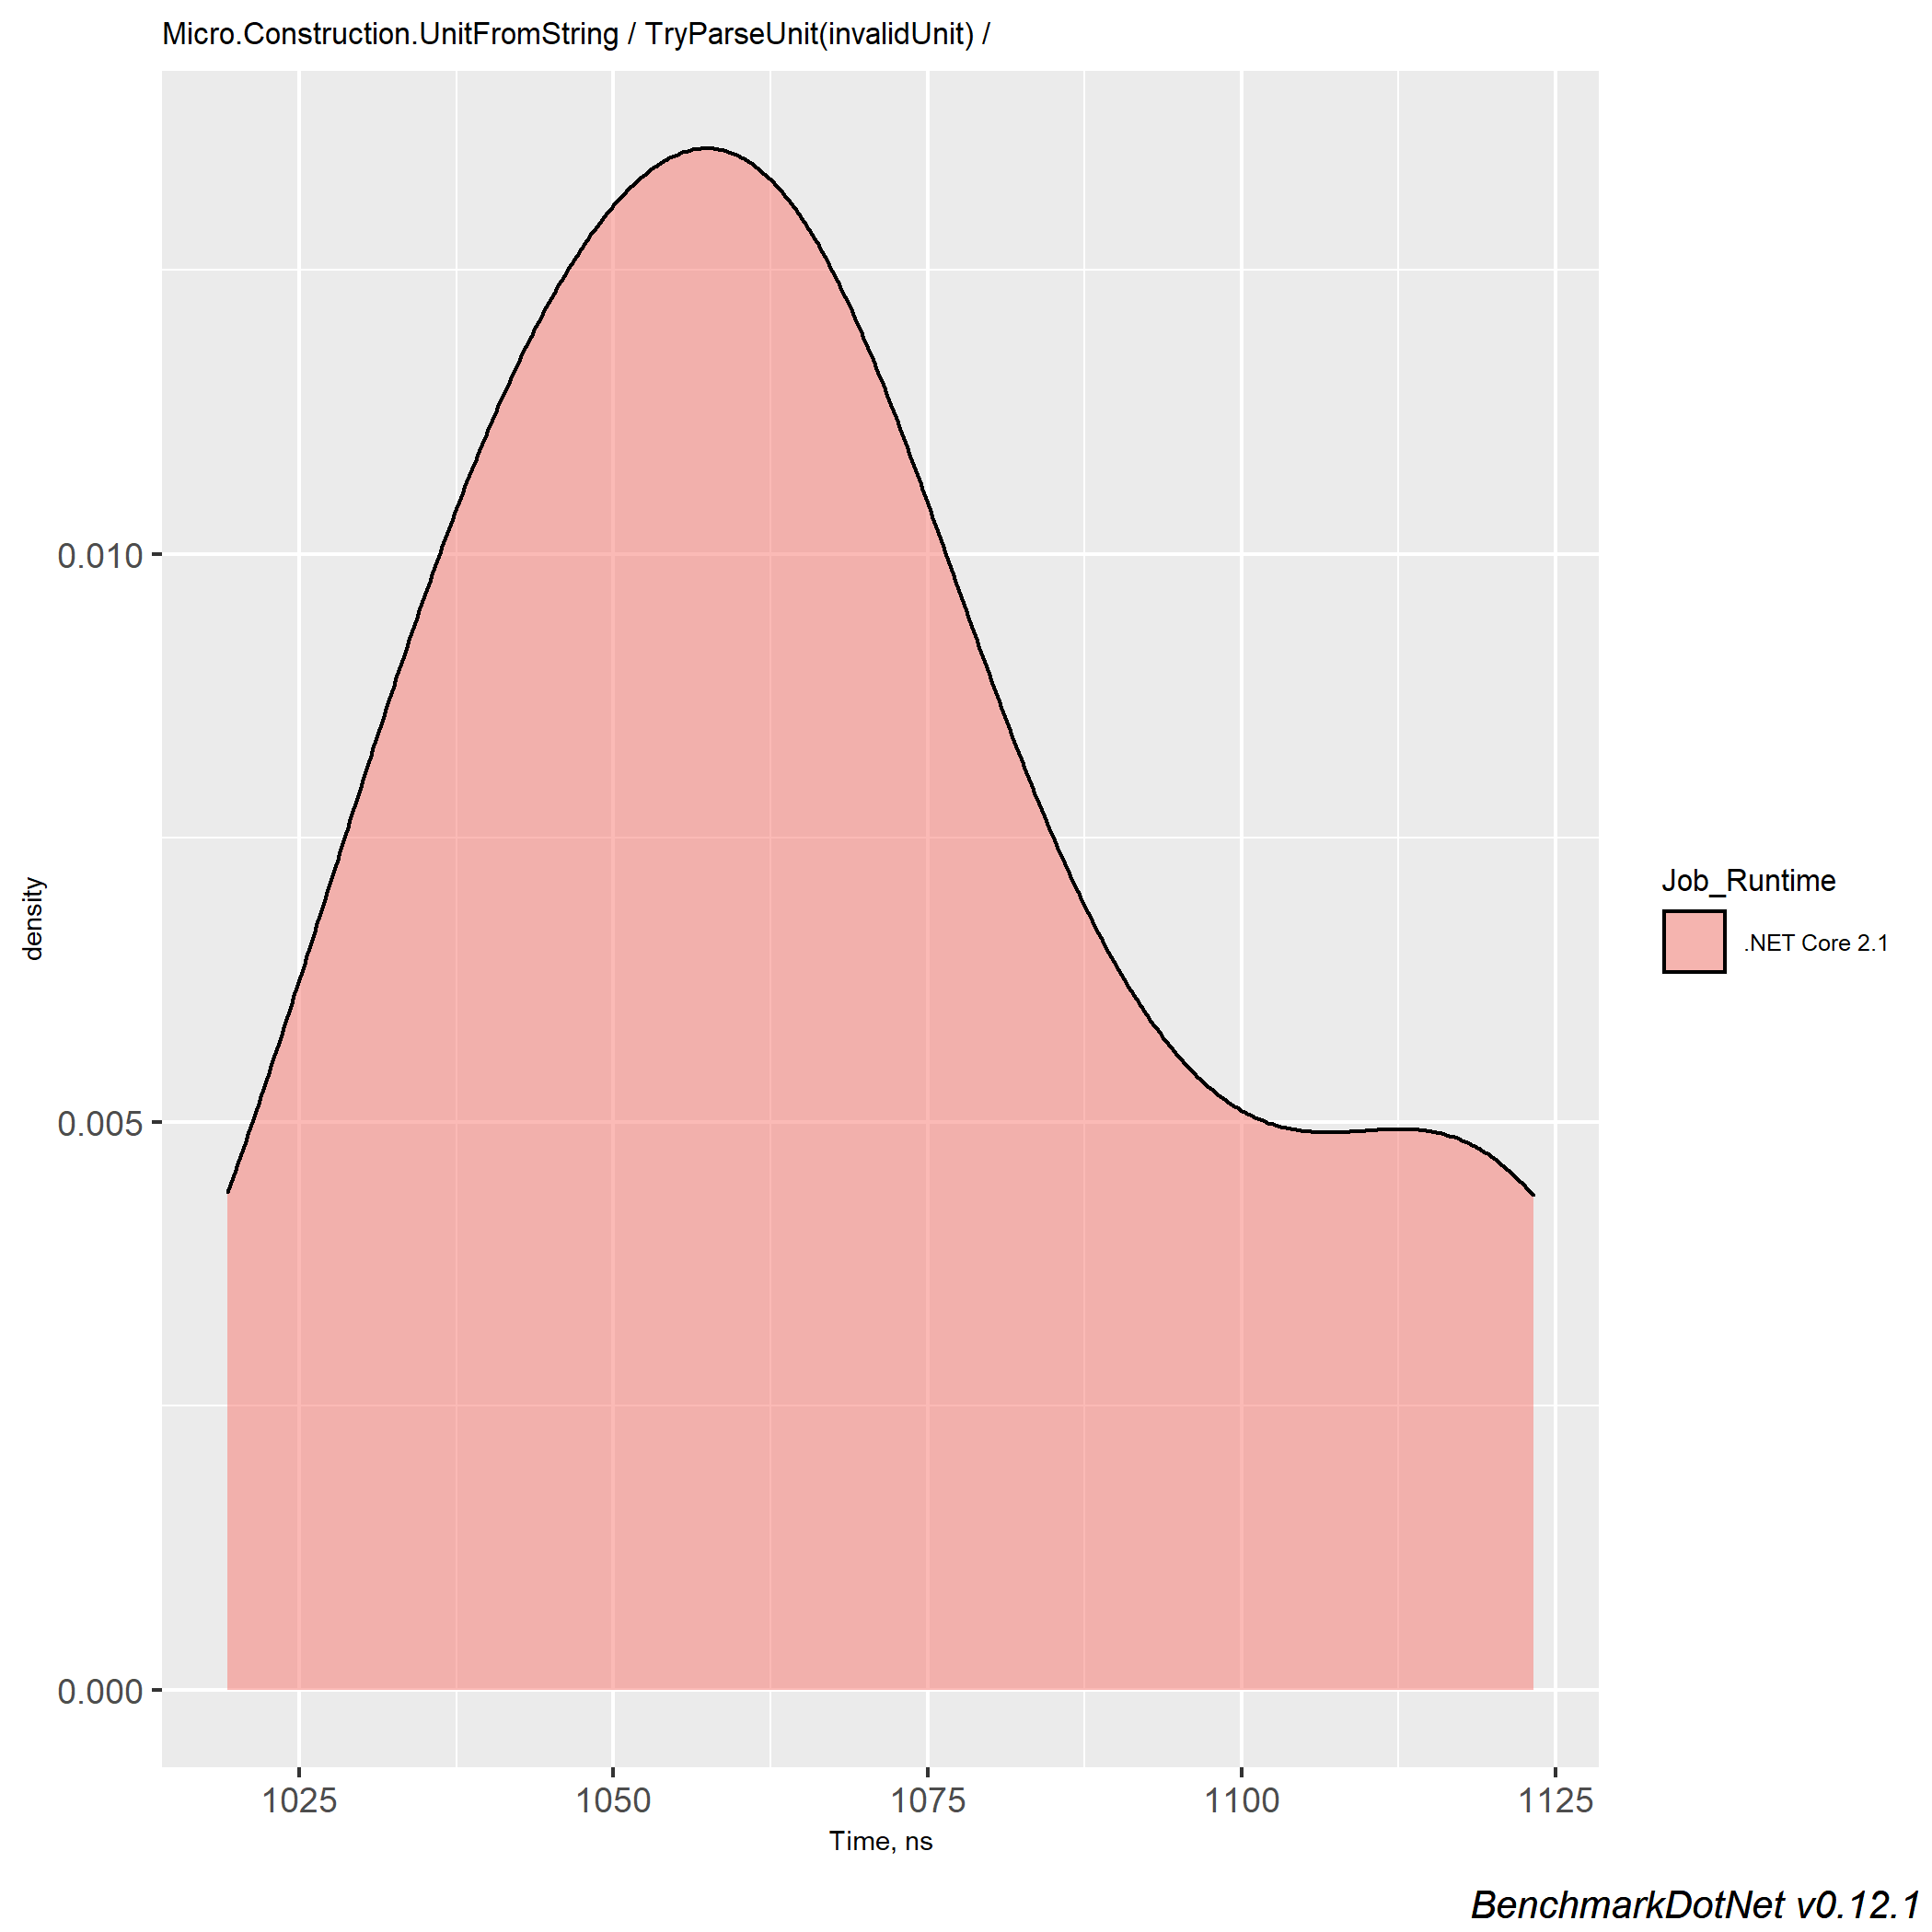 Micro.Construction.UnitFromString / TryParseUnit(invalidUnit) /
density
0.010
0.005
0.000
1025 1050 1075 1100 1125
Time, ns
Job_Runtime
.NET Core 2.1
BenchmarkDotNet v0.12.1